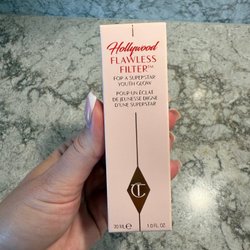 Hollywood
FLAWLESS
FILTER™
FOR A SUPERSTAR
YOUTH GLOW
POUR UN ÉCLAT
DE JEUNESSE DIGNE
D'UNE SUPERSTAR
CT
30 ML ℮ 1.0 FL OZ